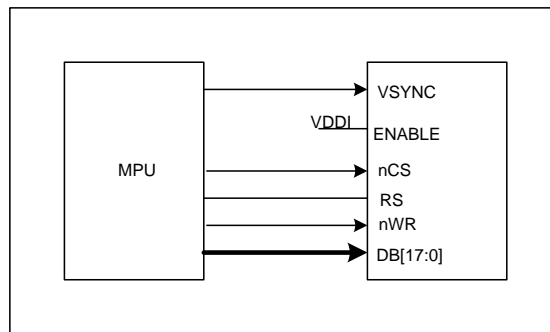 VSYNC
VDDI
ENABLE
MPU
nCS
RS
nWR
DB[17:0]